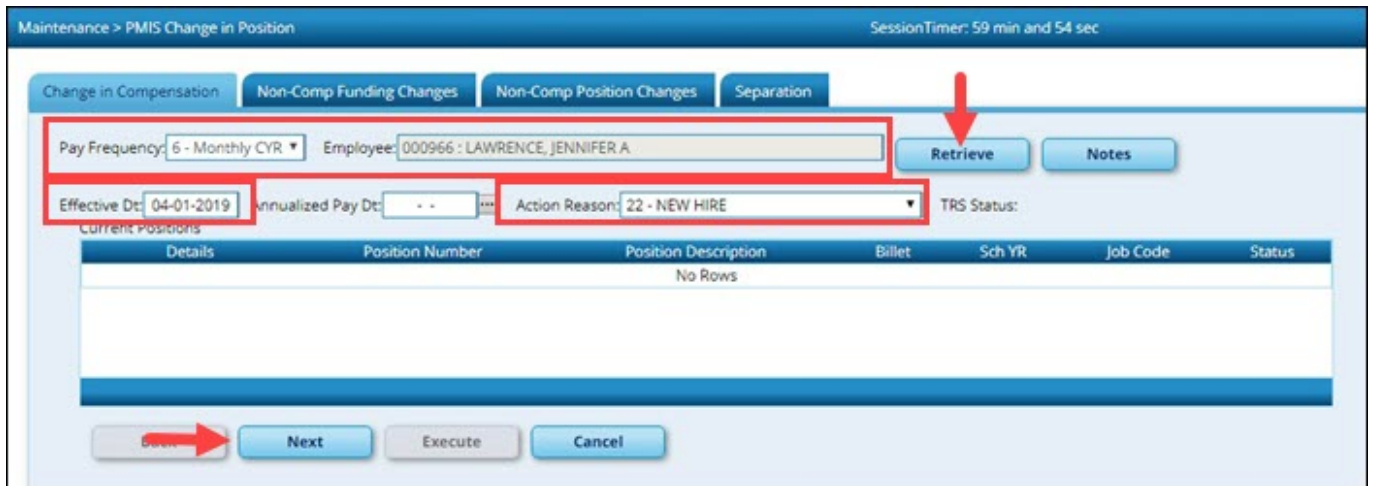 Maintenance > PMIS Change in Position SessionTimer: 59 min and 54 sec
Change in Compensation Non-Comp Funding Changes Non-Comp Position Changes Separation
Pay Frequency: 6 - Monthly CYR Employee: 000966 : LAWRENCE, JENNIFER A Retrieve Notes
Effective Dt: 04-01-2019 Annualized Pay Dt: - - ... Action Reason: 22 - NEW HIRE TRS Status:
Current Positions
Details Position Number Position Description Billet Sch YR Job Code Status
No Rows
Back Next Execute Cancel